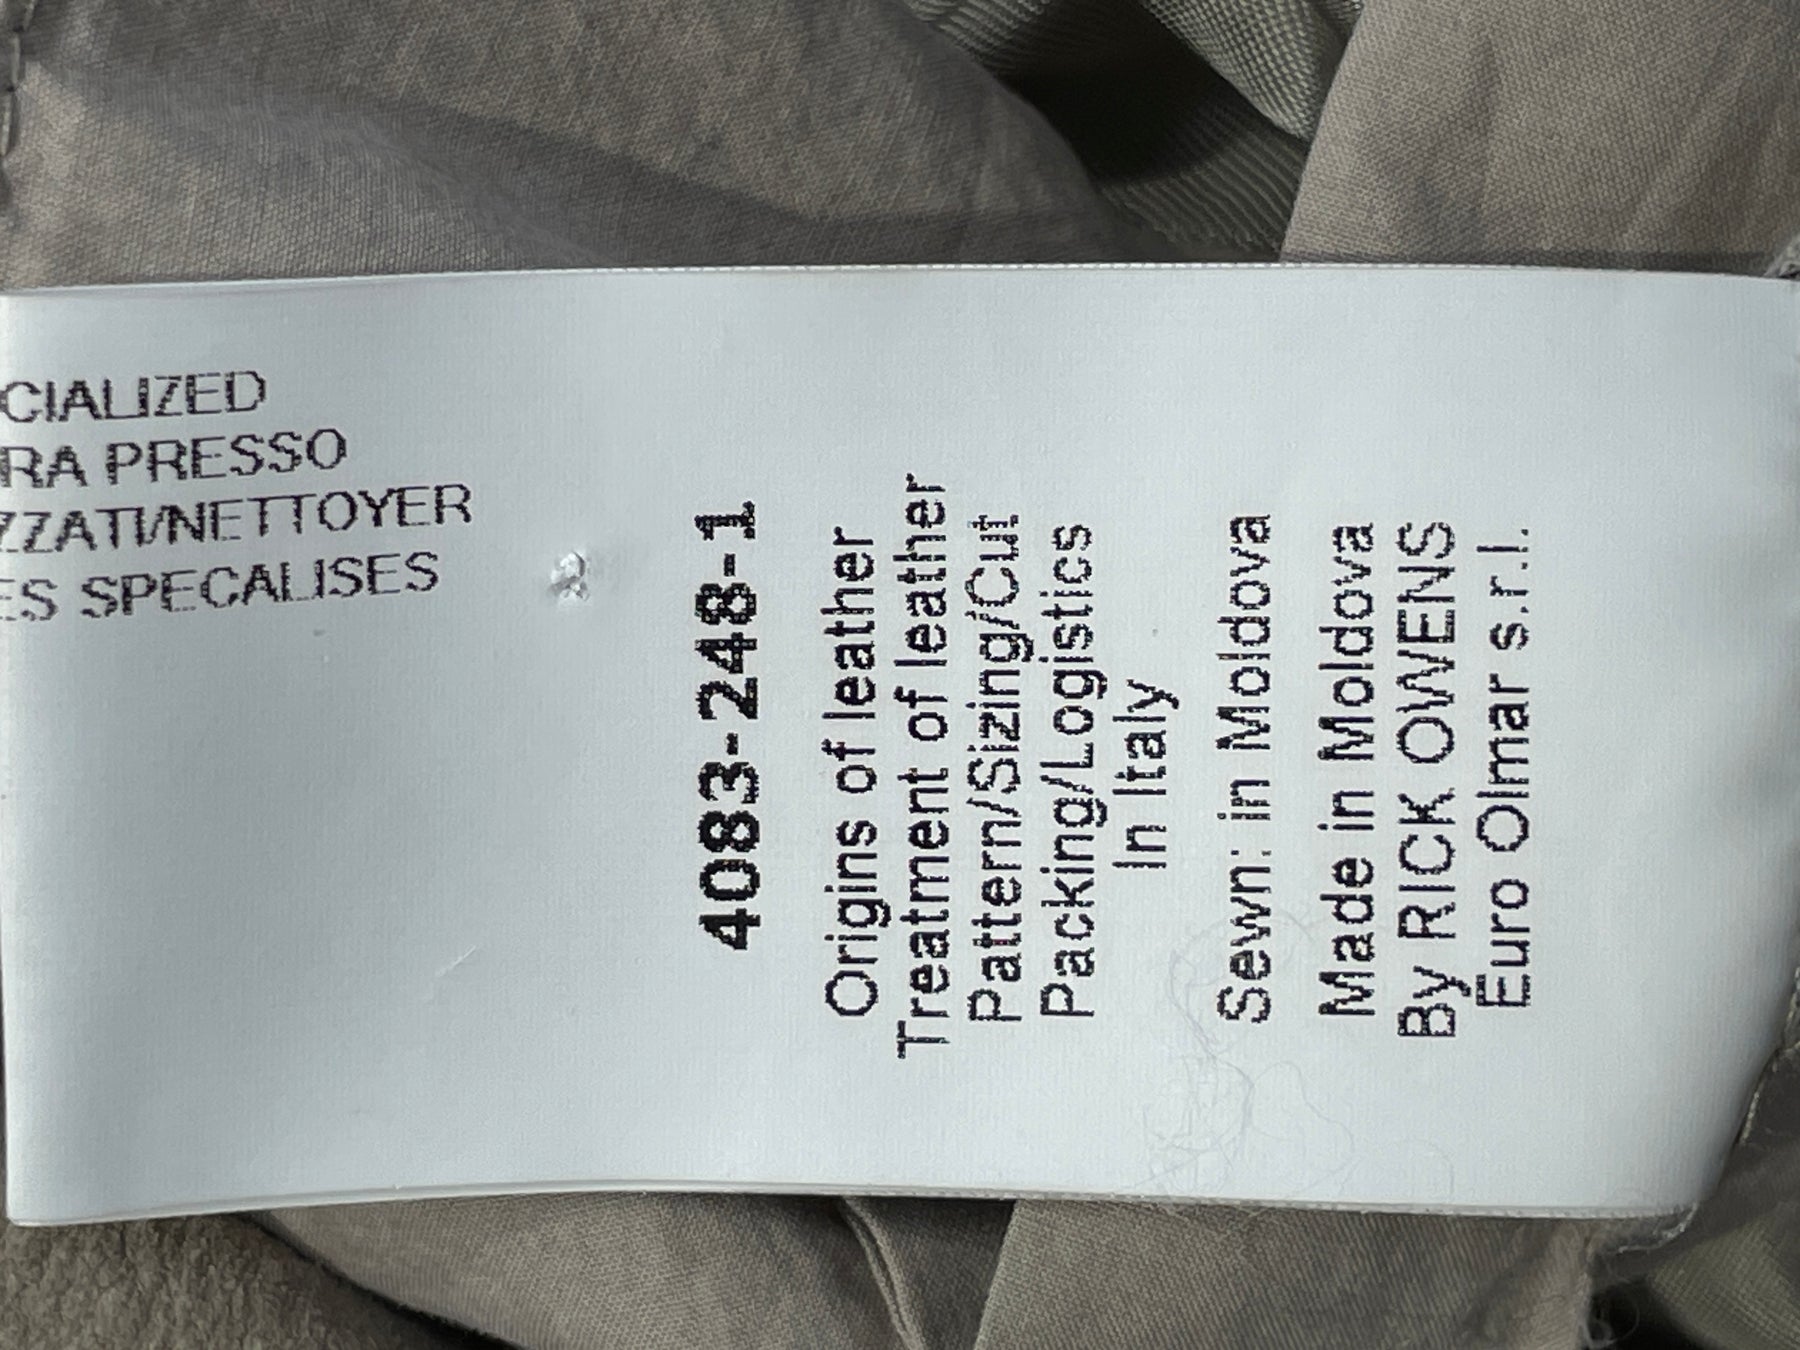 CIALIZED
RA PRESSO
ZZATI/NETTOYER
ES SPECALISES
4083-248-1
Origins of leather
Treatment of leather
Pattern/Sizing/Cut
Packing/Logistics
In Italy
Sewn: in Moldova
Made in Moldova
By RICK OWENS
Euro Olmar s.r.l.